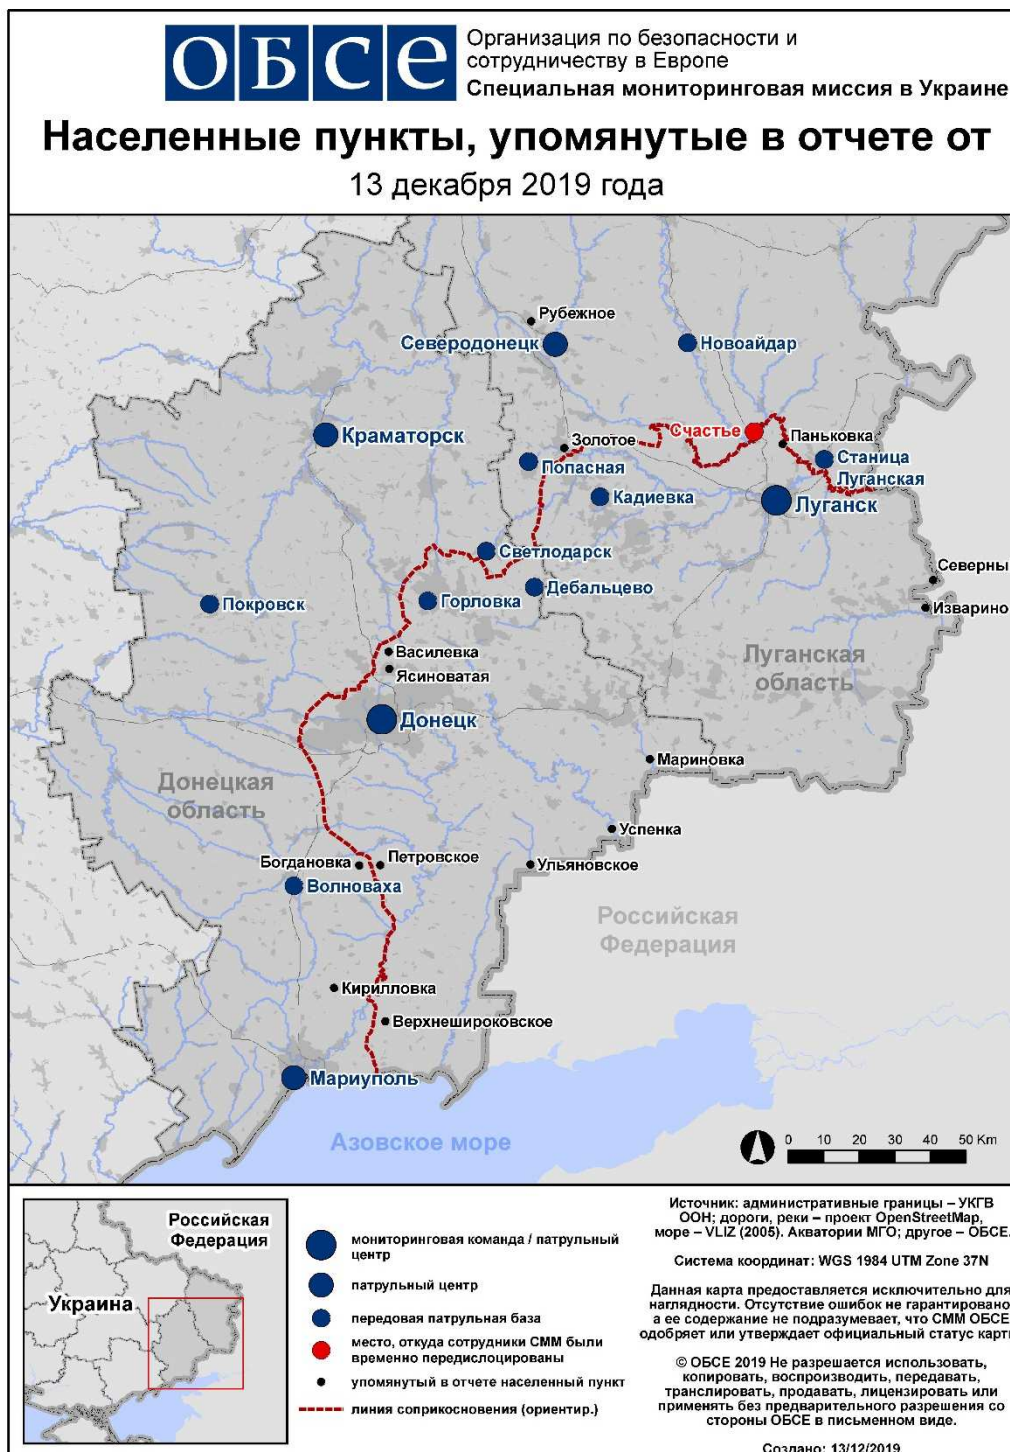 ОБСЕ
Организация по безопасности и
сотрудничеству в Европе
Специальная мониторинговая миссия в Украине
Населенные пункты, упомянутые в отчете от
13 декабря 2019 года
Рубежное
Северодонецк
Новоайдар
Краматорск
Счастье
Золотое
Паньковка
Попасная
Станица
Луганская
Кадиевка
Луганск
Светлодарск
Дебальцево
Северны
Покровск
Горловка
Изварино
Василевка
Ясиноватая
Луганская
область
Донецк
Мариновка
Донецкая
область
Успенка
Богдановка
Петровское
Ульяновское
Волноваха
Российская
Федерация
Кирилловка
Верхнешироковское
Мариуполь
Азовское море
0 10 20 30 40 50 Km
Российская
Федерация
Украина
мониторинговая команда / патрульный
центр
патрульный центр
передовая патрульная база
место, откуда сотрудники СММ были
временно передислоцированы
упомянутый в отчете населенный пункт
линия соприкосновения (ориентир.)
Источник: административные границы – УКГВ
ООН; дороги, реки – проект OpenStreetMap,
море – VLIZ (2005). Акватории МГО; другое – ОБСЕ.
Система координат: WGS 1984 UTM Zone 37N
Данная карта предоставляется исключительно для
наглядности. Отсутствие ошибок не гарантировано
а ее содержание не подразумевает, что СММ ОБСЕ
одобряет или утверждает официальный статус карт
© ОБСЕ 2019 Не разрешается использовать,
копировать, воспроизводить, передавать,
транслировать, продавать, лицензировать или
применять без предварительного разрешения со
стороны ОБСЕ в письменном виде.
Создано: 13/12/2019